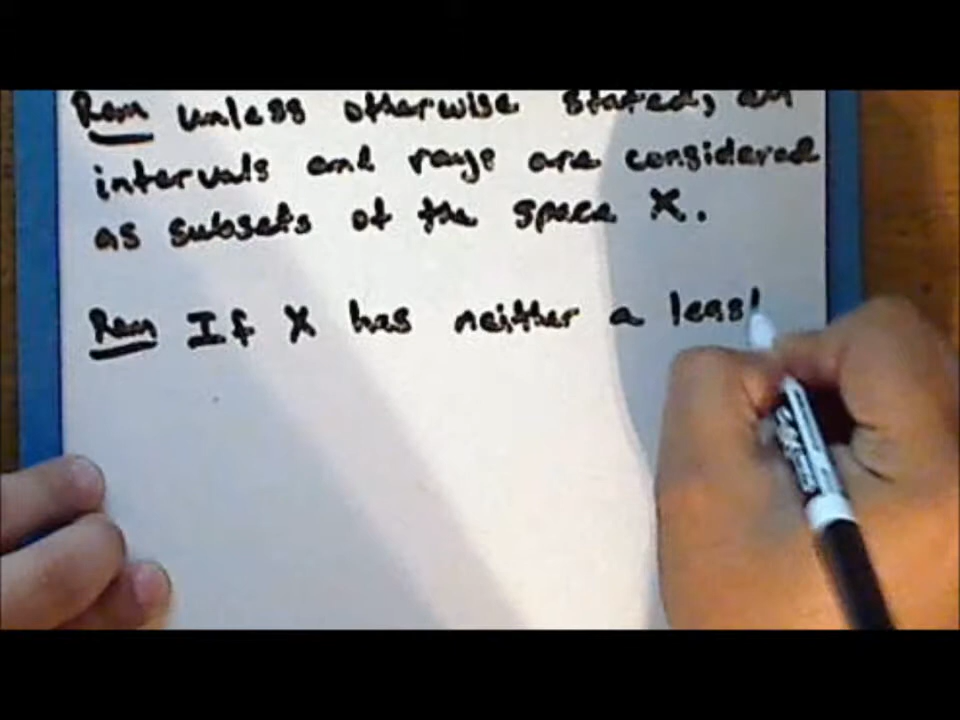 Rem unless otherwise stated, all
intervals and rays are considered
as subsets of the space X.
Rem If X has neither a leas